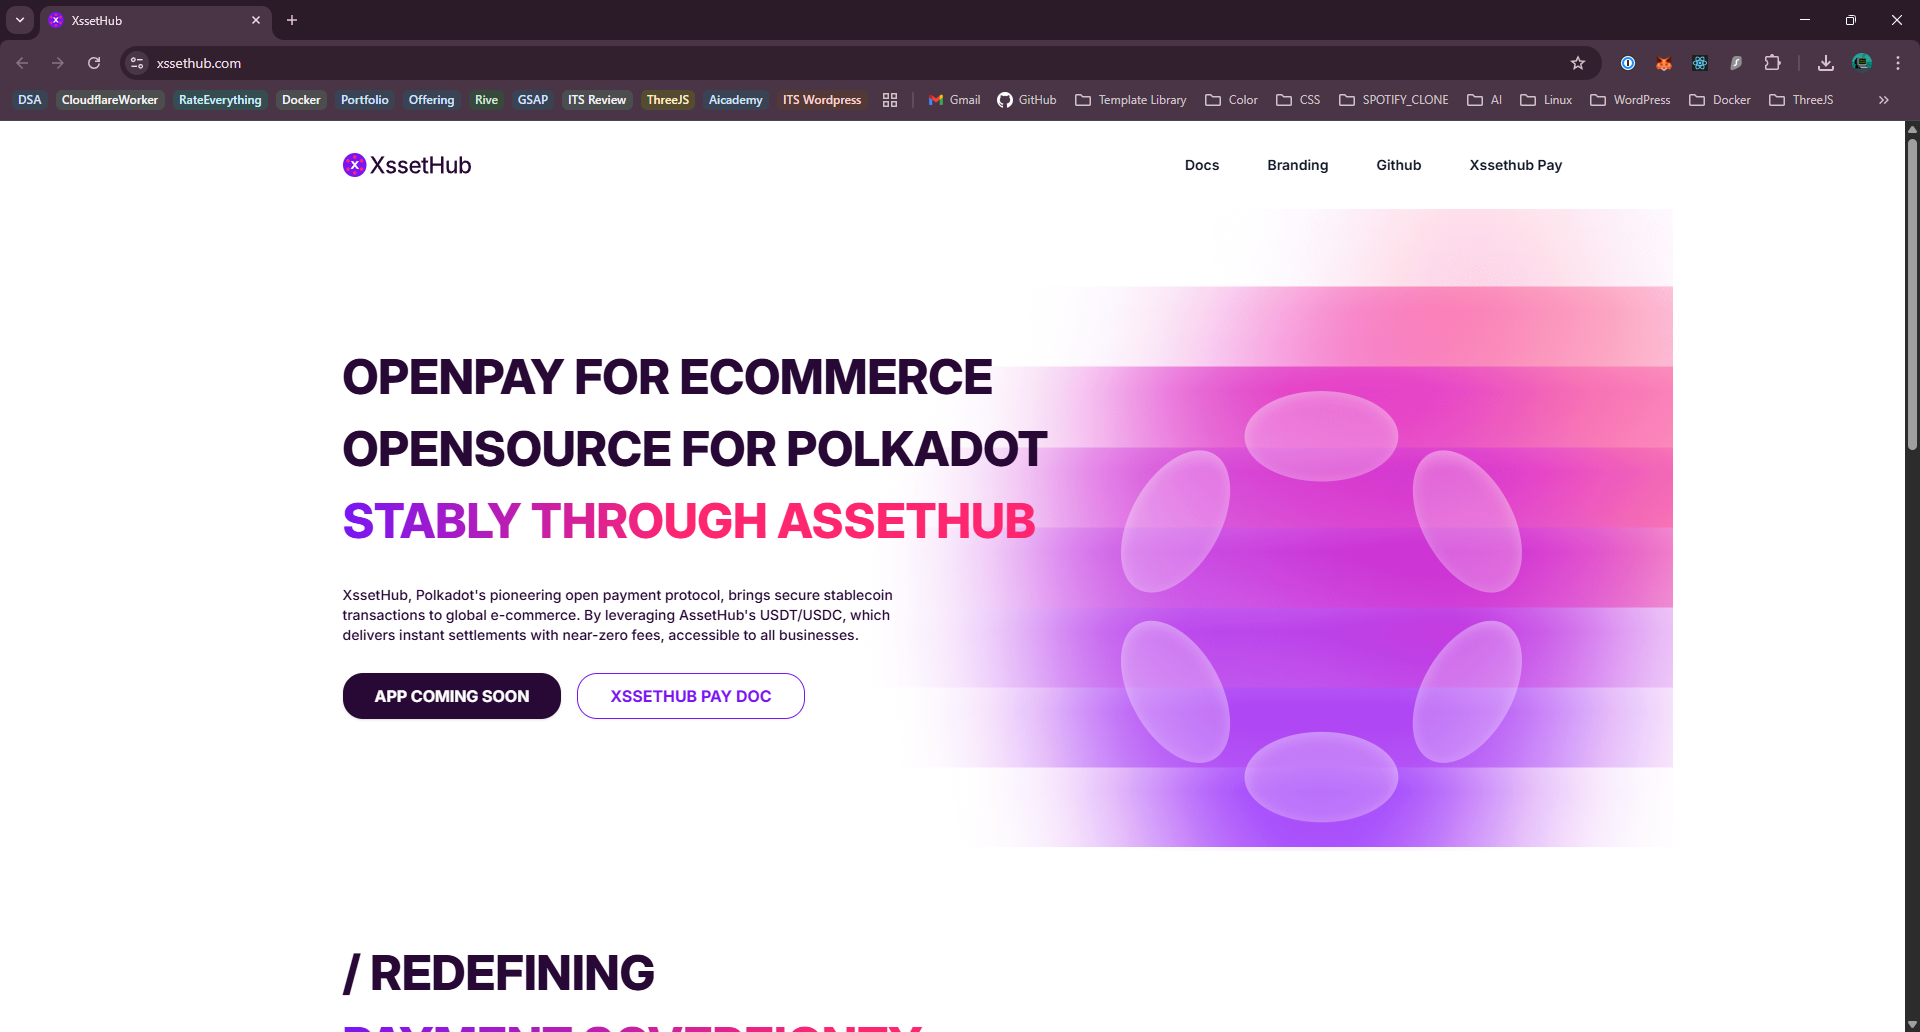 XssetHub
xssethub.com
DSA CloudflareWorker RateEverything Docker Portfolio Offering Rive GSAP ITS Review ThreeJS Aicademy ITS Wordpress Gmail GitHub Template Library Color CSS SPOTIFY_CLONE AI Linux WordPress Docker ThreeJS
XssetHub Docs Branding Github Xssethub Pay
OPENPAY FOR ECOMMERCE
OPENSOURCE FOR POLKADOT
STABLY THROUGH ASSETHUB
XssetHub, Polkadot's pioneering open payment protocol, brings secure stablecoin
transactions to global e-commerce. By leveraging AssetHub's USDT/USDC, which
delivers instant settlements with near-zero fees, accessible to all businesses.
APP COMING SOON XSSETHUB PAY DOC
/ REDEFINING
PAYMENT SOVEREIGNTY